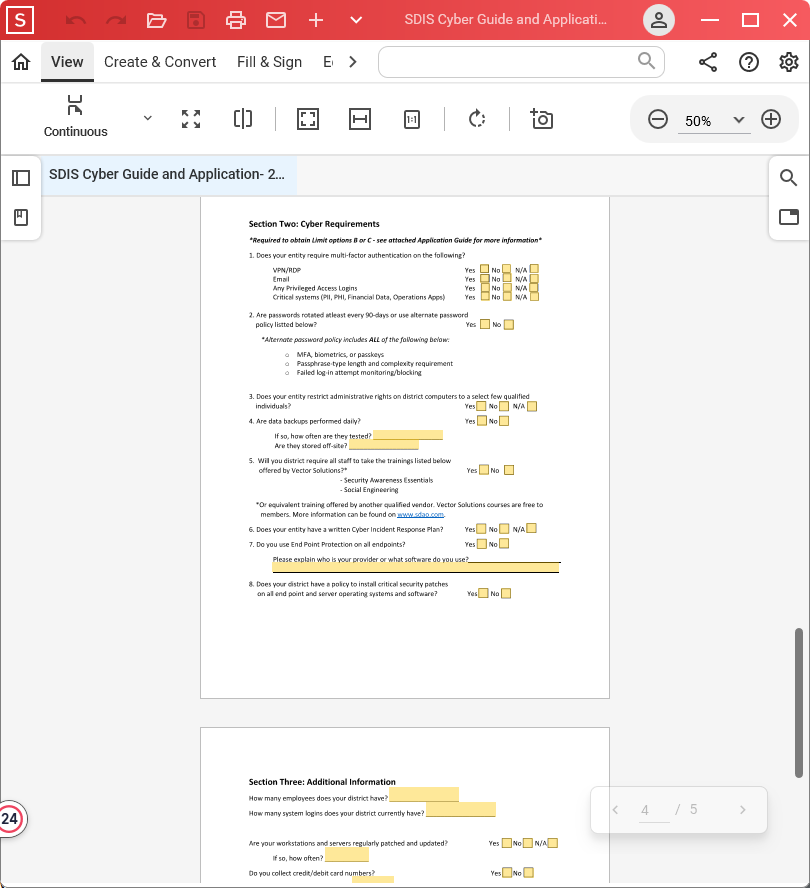 S
SDIS Cyber Guide and Applicati...
View
Create & Convert
Fill & Sign
Continuous
1:1
50%
SDIS Cyber Guide and Application- 2...
Section Two: Cyber Requirements
*Required to obtain Limit options B or C - see attached Application Guide for more information*
1. Does your entity require multi-factor authentication on the following?
VPN/RDP Yes No N/A
Email Yes No N/A
Any Privileged Access Logins Yes No N/A
Critical systems (PII, PHI, Financial Data, Operations Apps) Yes No N/A
2. Are passwords rotated atleast every 90-days or use alternate password
policy listted below? Yes No
*Alternate password policy includes ALL of the following below:
o MFA, biometrics, or passkeys
o Passphrase-type length and complexity requirement
o Failed log-in attempt monitoring/blocking
3. Does your entity restrict administrative rights on district computers to a select few qualified
individuals? Yes No N/A
4. Are data backups performed daily? Yes No
If so, how often are they tested?
Are they stored off-site?
5. Will you district require all staff to take the trainings listed below
offered by Vector Solutions?* Yes No
- Security Awareness Essentials
- Social Engineering
*Or equivalent training offered by another qualified vendor. Vector Solutions courses are free to
members. More information can be found on www.sdao.com.
6. Does your entity have a written Cyber Incident Response Plan? Yes No N/A
7. Do you use End Point Protection on all endpoints? Yes No
Please explain who is your provider or what software do you use?
8. Does your district have a policy to install critical security patches
on all end point and server operating systems and software? Yes No
Section Three: Additional Information
How many employees does your district have?
How many system logins does your district currently have?
Are your workstations and servers regularly patched and updated? Yes No N/A
If so, how often?
Do you collect credit/debit card numbers? Yes No
4 / 5
24